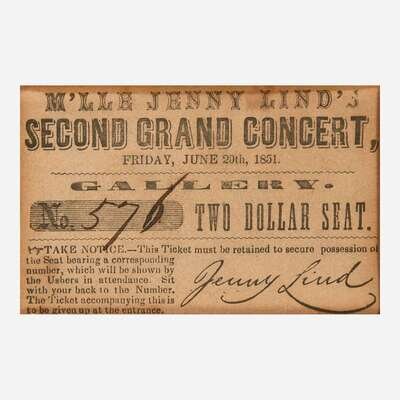 M'LLE JENNY LIND'S
SECOND GRAND CONCERT,
FRIDAY, JUNE 20th, 1851.
GALLERY.
No. 576 TWO DOLLAR SEAT.
☞TAKE NOTICE.—This Ticket must be retained to secure possession of
the Seat bearing a corresponding
number, which will be shown by
the Ushers in attendance. Sit
with your back to the Number.
The Ticket accompanying this is
to be given up at the entrance.
Jenny Lind